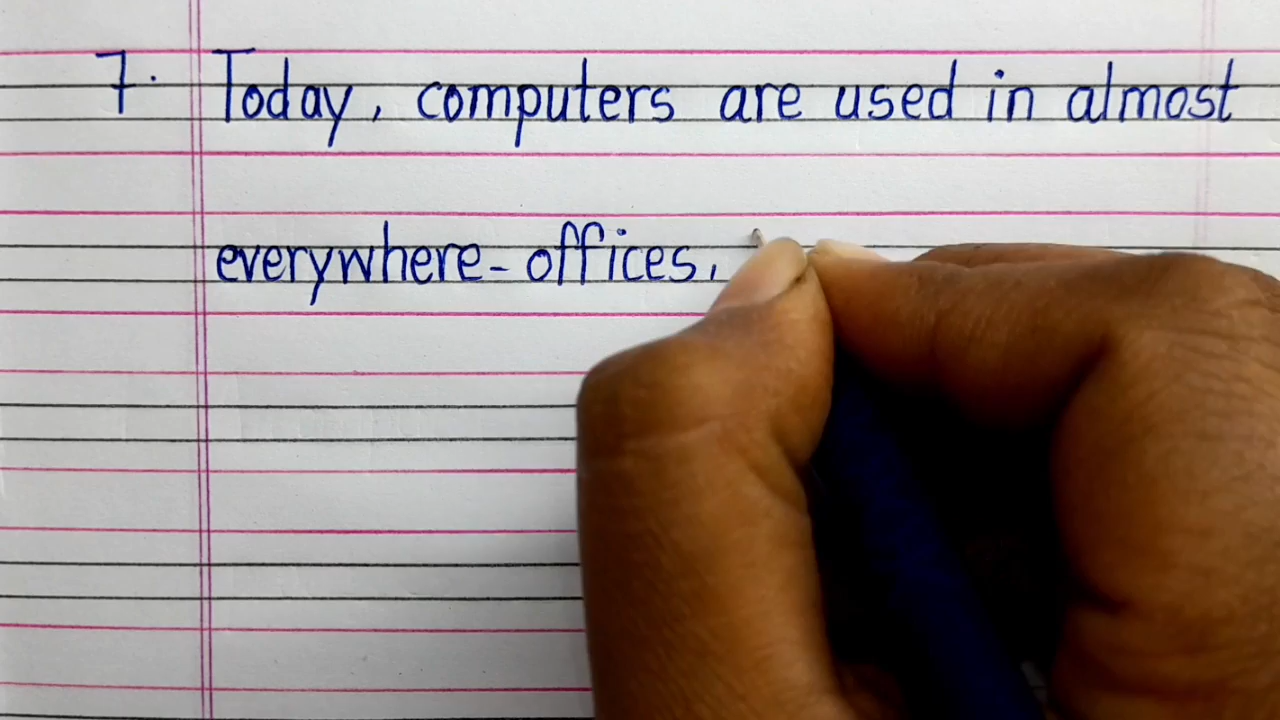 7. Today, computers are used in almost
everywhere- offices,